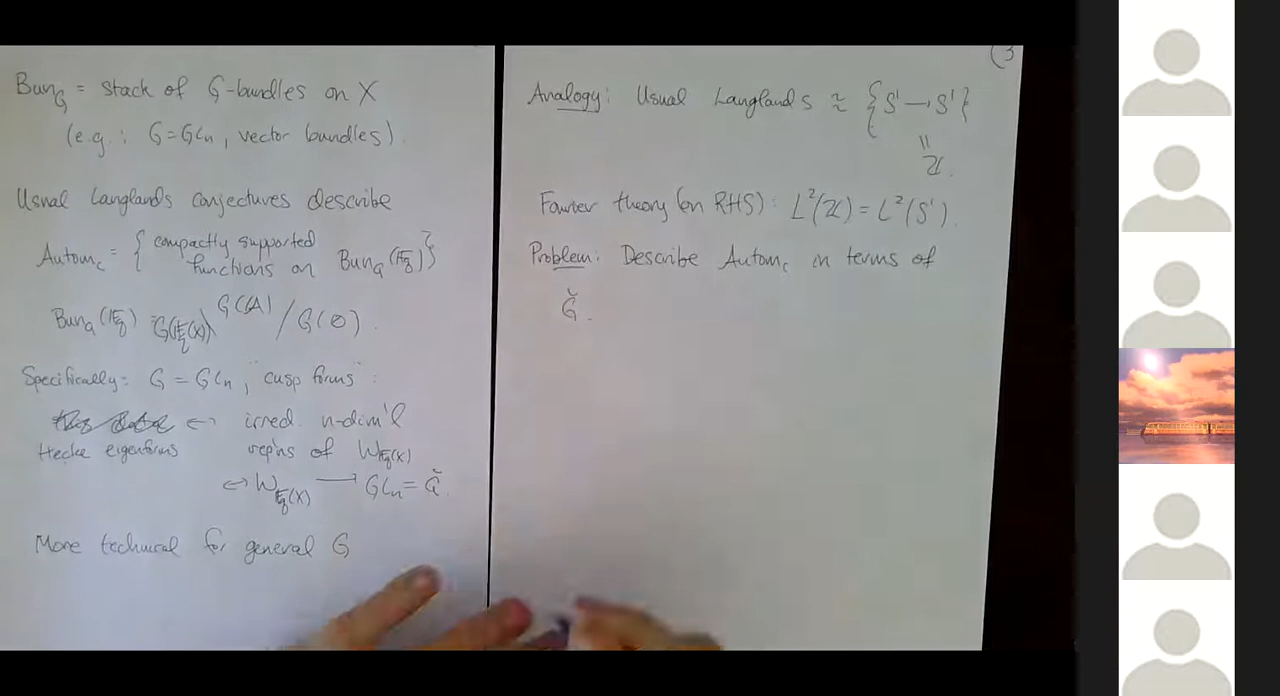 Bun_G = stack of G-bundles on X
(e.g.: G=GL_n, vector bundles).
Usual Langlands conjectures describe
Autom_c = { compactly supported
functions on Bun_G(F_q) }
Bun_G(F_q) = G(F_q(X))\G(A)/G(O).
Specifically: G = GL_n, "cusp forms":
↔ irred. n-dim'l
Hecke eigenforms rep'ns of W_{F_q(X)}
↔ W_{F_q(X)} → GL_n = Ǧ.
More technical for general G
(3
Analogy: Usual Langlands ≈ {S¹ → S¹}
=
ℤ.
Fourier theory (on RHS): L²(ℤ) = L²(S¹).
Problem: Describe Autom_c in terms of
Ǧ.